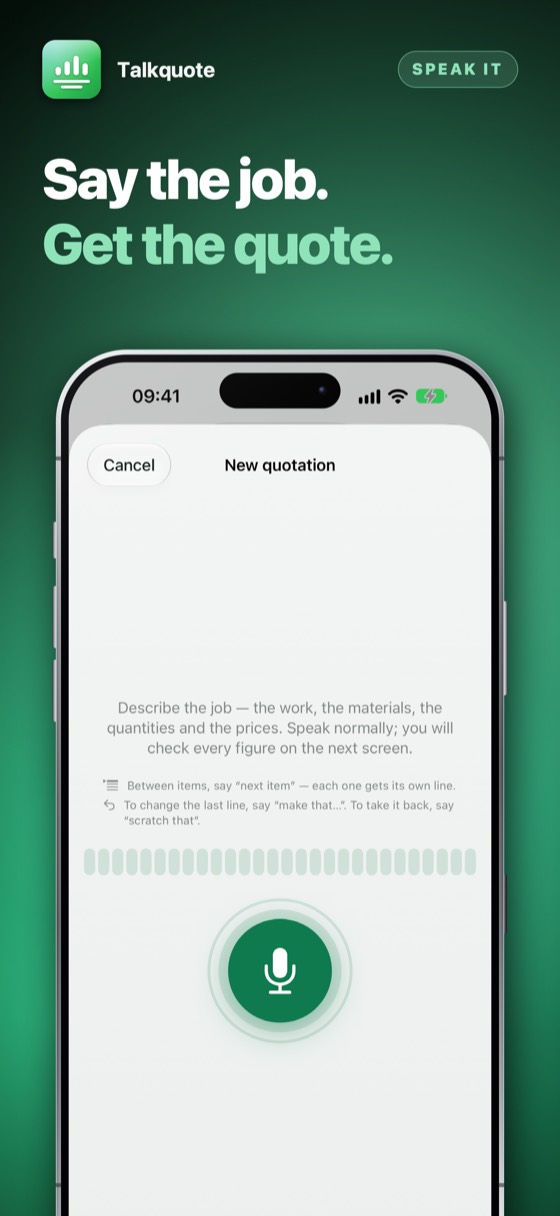 Talkquote
SPEAK IT
Say the job.
Get the quote.
09:41
Cancel
New quotation
Describe the job — the work, the materials, the
quantities and the prices. Speak normally; you will
check every figure on the next screen.
Between items, say “next item” — each one gets its own line.
To change the last line, say “make that…”. To take it back, say
“scratch that”.